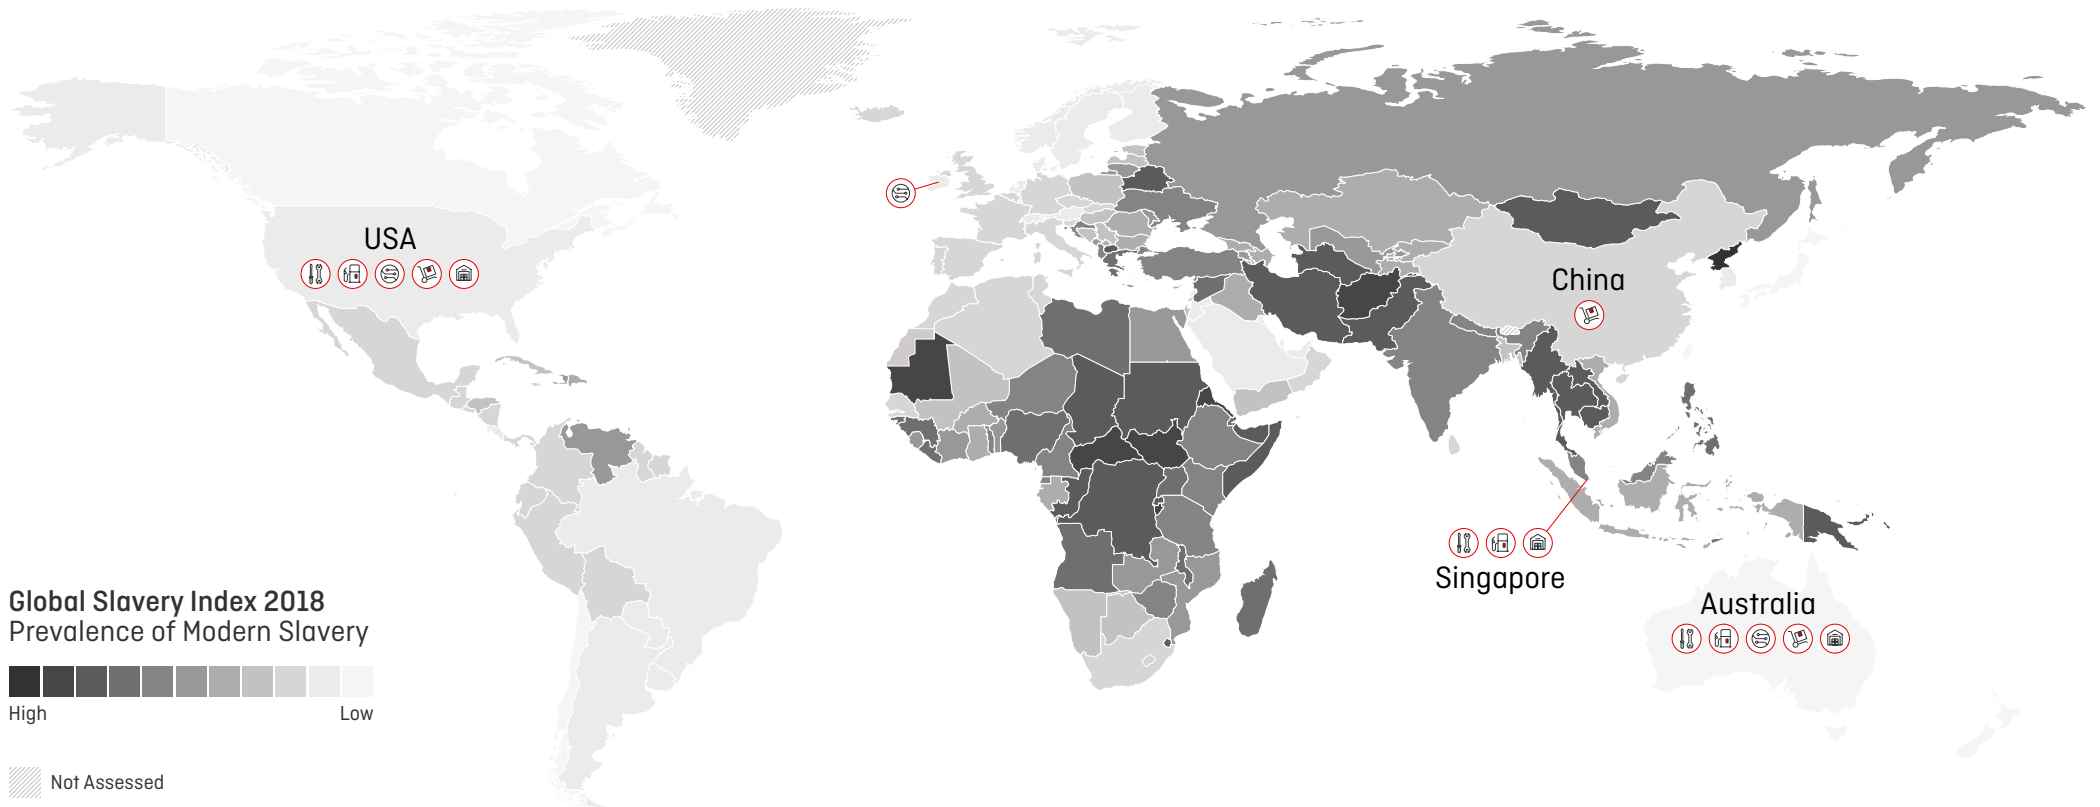 USA
China
Singapore
Australia
Global Slavery Index 2018
Prevalence of Modern Slavery
High
Low
Not Assessed